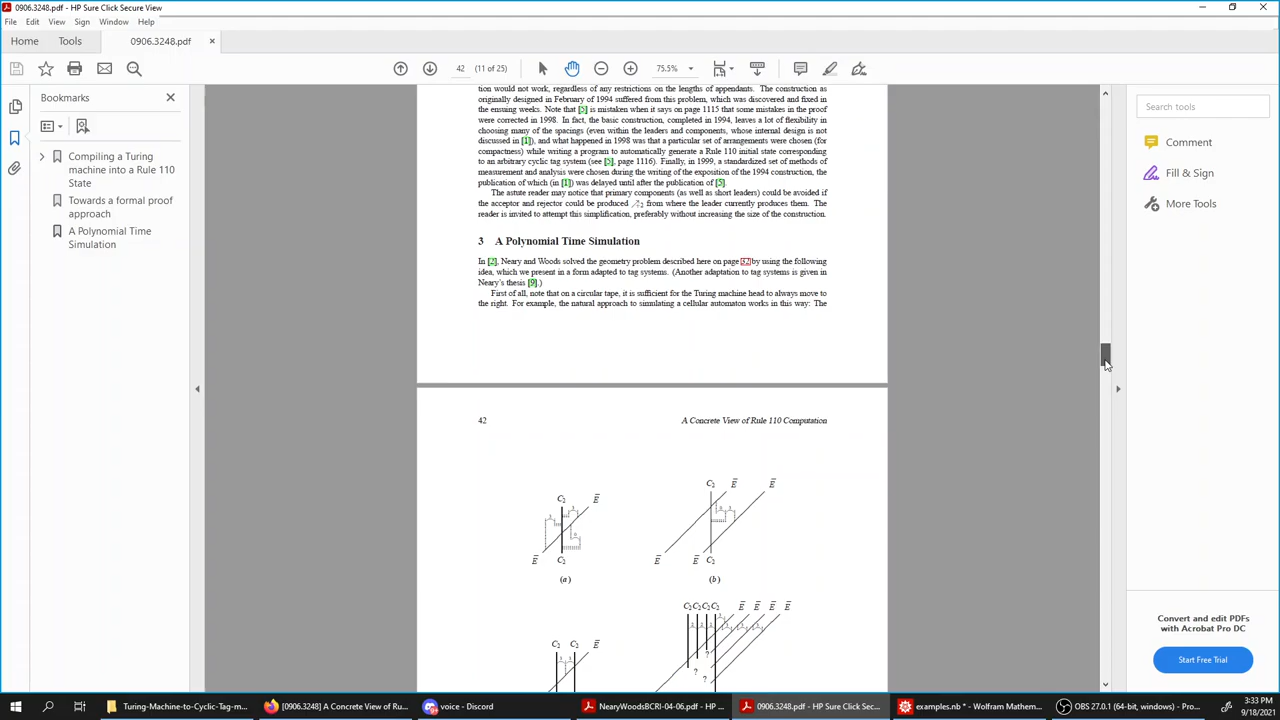 0906.3248.pdf - HP Sure Click Secure View
File Edit View Sign Window Help
Home Tools 0906.3248.pdf ×
42 (11 of 25) 75.5%
Bookmarks
Compiling a Turing
machine into a Rule 110
State
Towards a formal proof
approach
A Polynomial Time
Simulation
tion would not work, regardless of any restrictions on the lengths of appendants. The construction as
originally designed in February of 1994 suffered from this problem, which was discovered and fixed in
the ensuing weeks. Note that [5] is mistaken when it says on page 1115 that some mistakes in the proof
were corrected in 1998. In fact, the basic construction, completed in 1994, leaves a lot of flexibility in
choosing many of the spacings (even within the leaders and components, whose internal design is not
discussed in [1]), and what happened in 1998 was that a particular set of arrangements were chosen (for
compactness) while writing a program to automatically generate a Rule 110 initial state corresponding
to an arbitrary cyclic tag system (see [5], page 1116). Finally, in 1999, a standardized set of methods of
measurement and analysis were chosen during the writing of the exposition of the 1994 construction, the
publication of which (in [1]) was delayed until after the publication of [5].
The astute reader may notice that primary components (as well as short leaders) could be avoided if
the acceptor and rejector could be produced from where the leader currently produces them. The
reader is invited to attempt this simplification, preferably without increasing the size of the construction.
3 A Polynomial Time Simulation
In [2], Neary and Woods solved the geometry problem described here on page 32 by using the following
idea, which we present in a form adapted to tag systems. (Another adaptation to tag systems is given in
Neary's thesis [9].)
First of all, note that on a circular tape, it is sufficient for the Turing machine head to always move to
the right. For example, the natural approach to simulating a cellular automaton works in this way: The
42 A Concrete View of Rule 110 Computation
C2 Ē
Ē C2
(a)
C2 Ē Ē
Ē Ē C2
(b)
C2 C2 Ē
C2 C2 C2 C2 Ē Ē Ē Ē
? ?
Search tools
Comment
Fill & Sign
More Tools
Convert and edit PDFs
with Acrobat Pro DC
Start Free Trial
Turing-Machine-to-Cyclic-Tag-m...
[0906.3248] A Concrete View of Ru...
voice - Discord
NearyWoodsBCRI-04-06.pdf - HP ...
0906.3248.pdf - HP Sure Clic...
examples.nb * - Wolfram Mathem...
OBS 27.0.1 (64-bit, windows) - Pro...
3:33 PM
9/18/2021